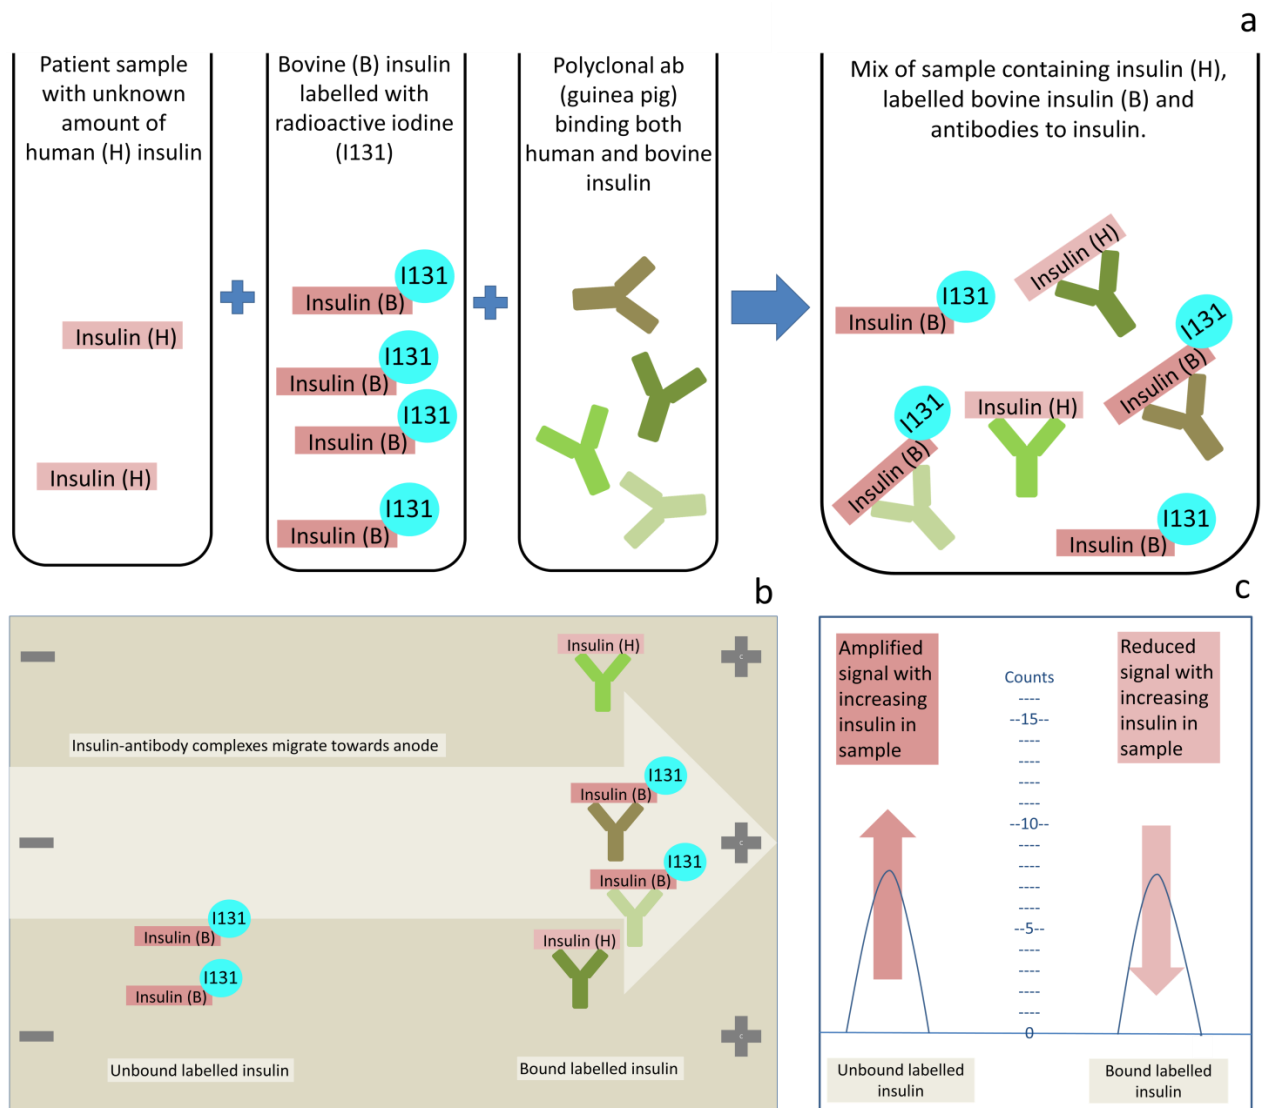 a
Patient sample
with unknown
amount of
human (H) insulin
Insulin (H)
Insulin (H)
Bovine (B) insulin
labelled with
radioactive iodine
(I131)
I131
Insulin (B)
I131
Insulin (B)
I131
Insulin (B)
I131
Insulin (B)
Polyclonal ab
(guinea pig)
binding both
human and bovine
insulin
Mix of sample containing insulin (H),
labelled bovine insulin (B) and
antibodies to insulin.
Insulin (H)
I131
Insulin (B)
I131
Insulin (B)
I131
Insulin (B)
Insulin (H)
I131
Insulin (B)
b
Insulin (H)
c
Insulin-antibody complexes migrate towards anode
I131
Insulin (B)
c
I131
Insulin (B)
I131
Insulin (B)
Insulin (H)
I131
Insulin (B)
c
Unbound labelled insulin
Bound labelled insulin
c
Amplified
signal with
increasing
insulin in
sample
Counts
----
--15--
----
----
----
----
--10--
----
----
----
----
--5--
----
----
----
----
0
Reduced
signal with
increasing
insulin in
sample
Unbound labelled
insulin
Bound labelled
insulin